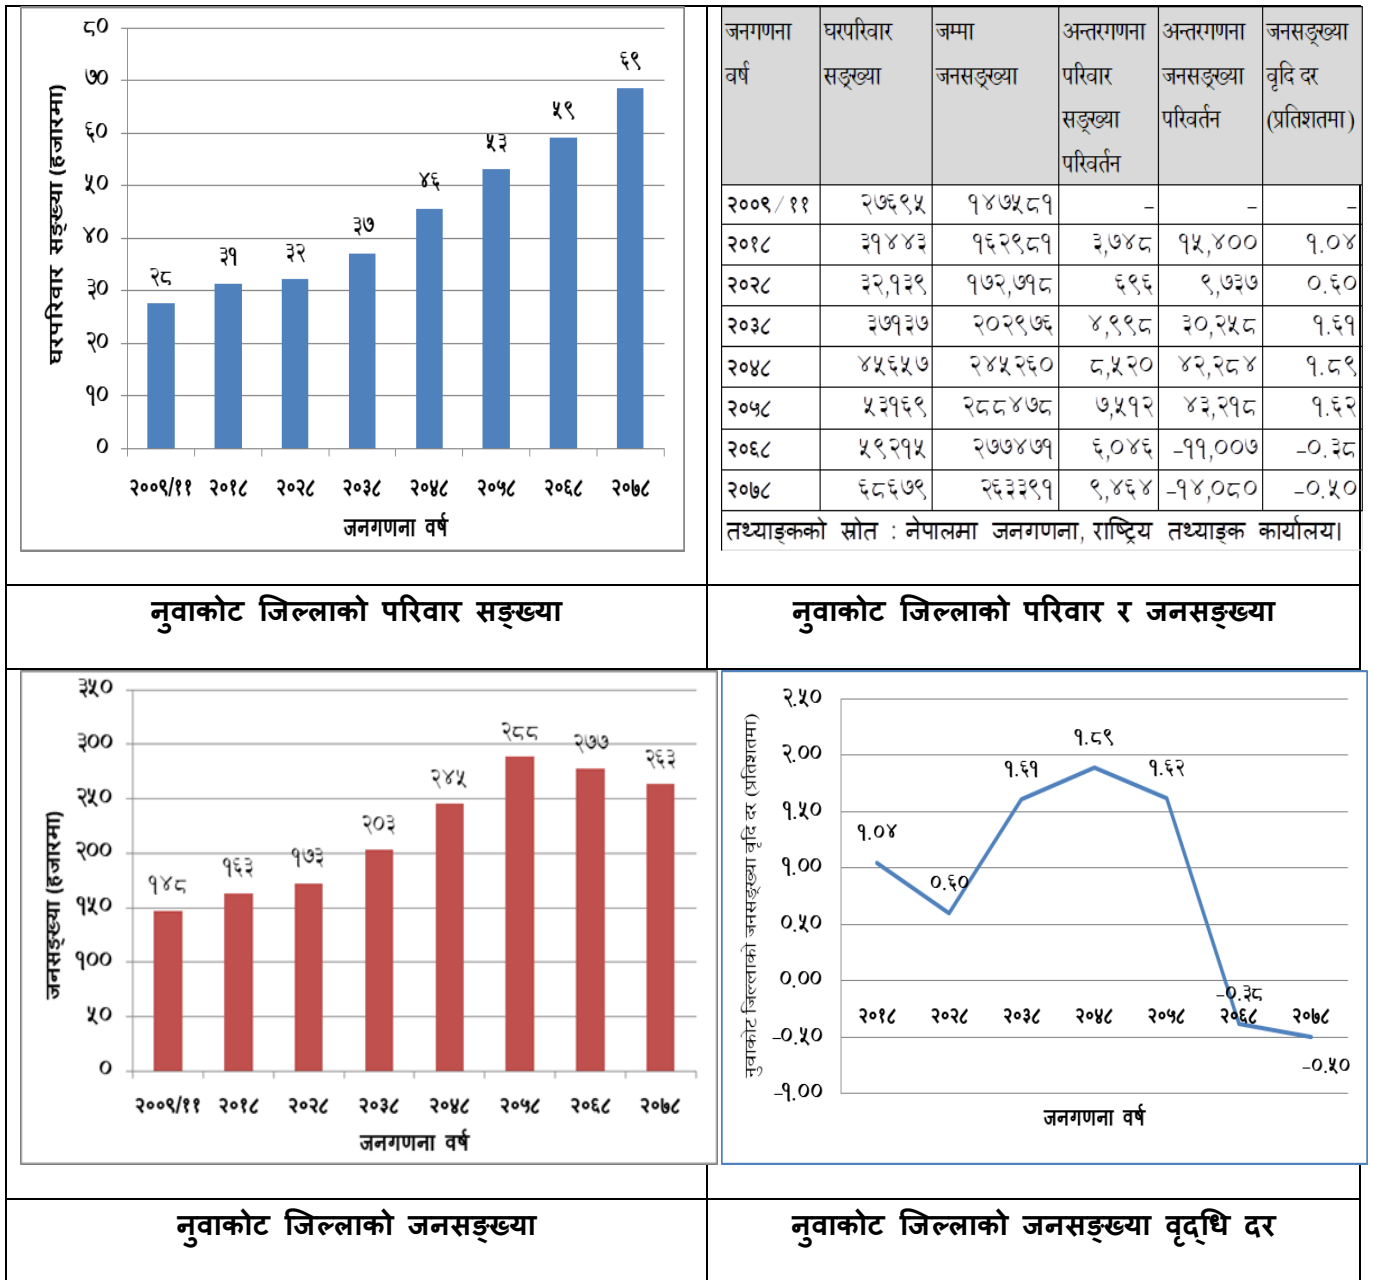 ८०
७०
६०
५०
४०
३०
२०
१०
०
घरपरिवार सङ्ख्या (हजारमा)
२८ ३१ ३२ ३७ ४६ ५३ ५९ ६९
२००९/११ २०१८ २०२८ २०३८ २०४८ २०५८ २०६८ २०७८
जनगणना वर्ष
जनगणना वर्ष घरपरिवार सङ्ख्या जम्मा जनसङ्ख्या अन्तरगणना परिवार सङ्ख्या परिवर्तन अन्तरगणना जनसङ्ख्या परिवर्तन जनसङ्ख्या वृदि दर (प्रतिशतमा)
२००९/११ २७६९५ १४७५८१ – – –
२०१८ ३१४४३ १६२९८१ ३,७४८ १५,४०० १.०४
२०२८ ३२,१३९ १७२,७१८ ६९६ ९,७३७ ०.६०
२०३८ ३७१३७ २०२९७६ ४,९९८ ३०,२५८ १.६१
२०४८ ४५६५७ २४५२६० ८,५२० ४२,२८४ १.८९
२०५८ ५३१६९ २८८४७८ ७,५१२ ४३,२१८ १.६२
२०६८ ५९२१५ २७७४७१ ६,०४६ -११,००७ -०.३८
२०७८ ६८६७९ २६३३९१ ९,४६४ -१४,०८० -०.५०
तथ्याङ्कको स्रोत : नेपालमा जनगणना, राष्ट्रिय तथ्याङ्क कार्यालय।
नुवाकोट जिल्लाको परिवार सङ्ख्या
नुवाकोट जिल्लाको परिवार र जनसङ्ख्या
३५०
३००
२५०
२००
१५०
१००
५०
०
जनसङ्ख्या (हजारमा)
१४८ १६३ १७३ २०३ २४५ २८८ २७७ २६३
२००९/११ २०१८ २०२८ २०३८ २०४८ २०५८ २०६८ २०७८
जनगणना वर्ष
२.५०
२.००
१.५०
१.००
०.५०
०.००
-०.५०
-१.००
नुवाकोट जिल्लाको जनसङ्ख्या वृदि दर (प्रतिशतमा)
१.०४ ०.६० १.६१ १.८९ १.६२ -०.३८ -०.५०
२०१८ २०२८ २०३८ २०४८ २०५८ २०६८ २०७८
जनगणना वर्ष
नुवाकोट जिल्लाको जनसङ्ख्या
नुवाकोट जिल्लाको जनसङ्ख्या वृद्धि दर